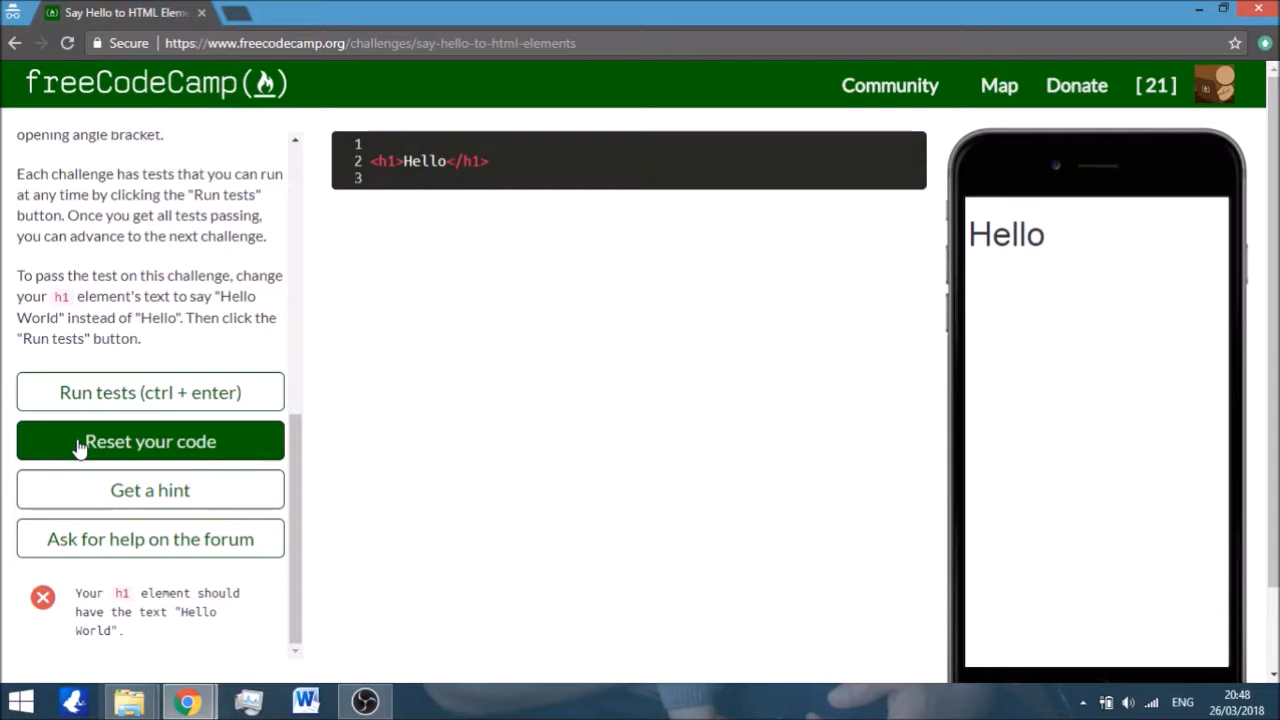 Say Hello to HTML Elem
Secure
https://www.freecodecamp.org/challenges/say-hello-to-html-elements
freeCodeCamp
Community
Map
Donate
[ 21 ]
opening angle bracket.
Each challenge has tests that you can run
at any time by clicking the "Run tests"
button. Once you get all tests passing,
you can advance to the next challenge.
To pass the test on this challenge, change
your h1 element's text to say "Hello
World" instead of "Hello". Then click the
"Run tests" button.
Run tests (ctrl + enter)
Reset your code
Get a hint
Ask for help on the forum
Your h1 element should
have the text "Hello
World".
1
2 <h1>Hello</h1>
3
Hello
ENG
20:48
26/03/2018